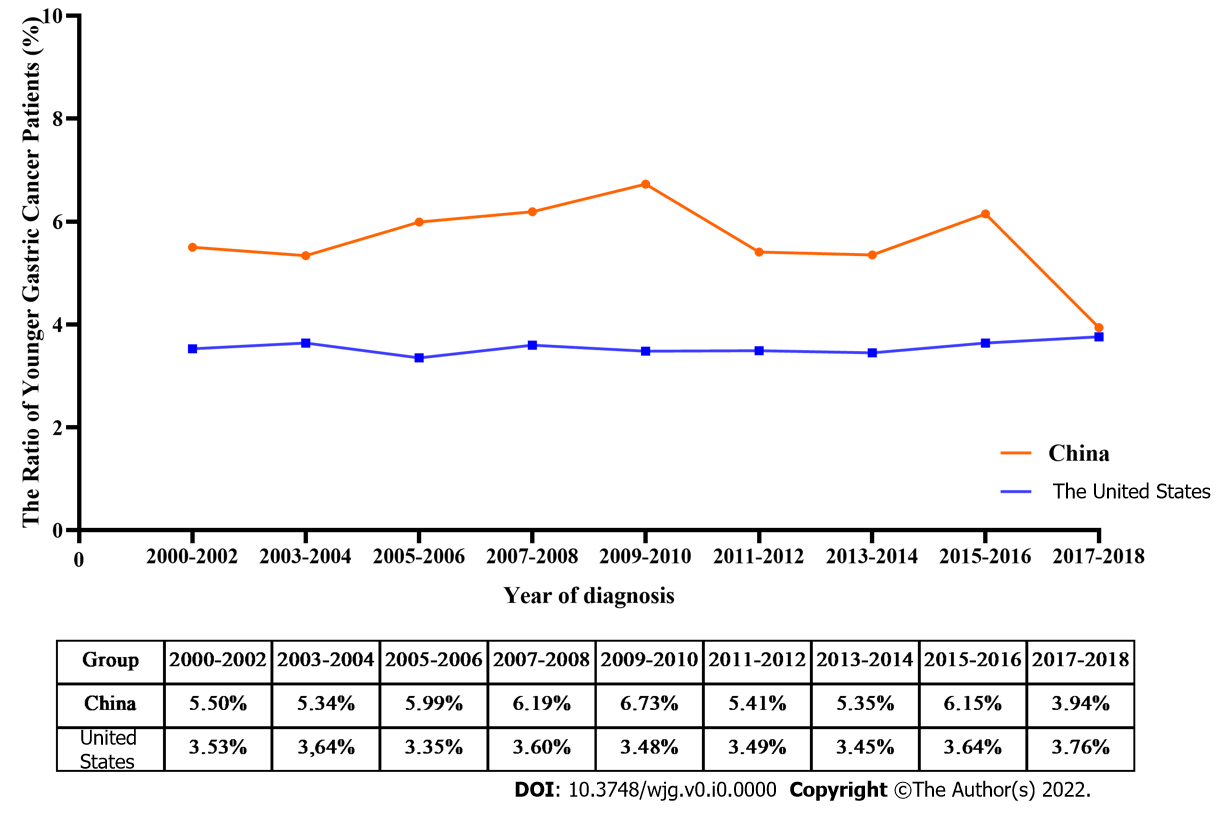 The Ratio of Younger Gastric Cancer Patients (%)
10
8
6
4
2
0
0 2000-2002 2003-2004 2005-2006 2007-2008 2009-2010 2011-2012 2013-2014 2015-2016 2017-2018
Year of diagnosis
China
The United States
Group 2000-2002 2003-2004 2005-2006 2007-2008 2009-2010 2011-2012 2013-2014 2015-2016 2017-2018
China 5.50% 5.34% 5.99% 6.19% 6.73% 5.41% 5.35% 6.15% 3.94%
United States 3.53% 3,64% 3.35% 3.60% 3.48% 3.49% 3.45% 3.64% 3.76%
DOI: 10.3748/wjg.v0.i0.0000 Copyright ©The Author(s) 2022.